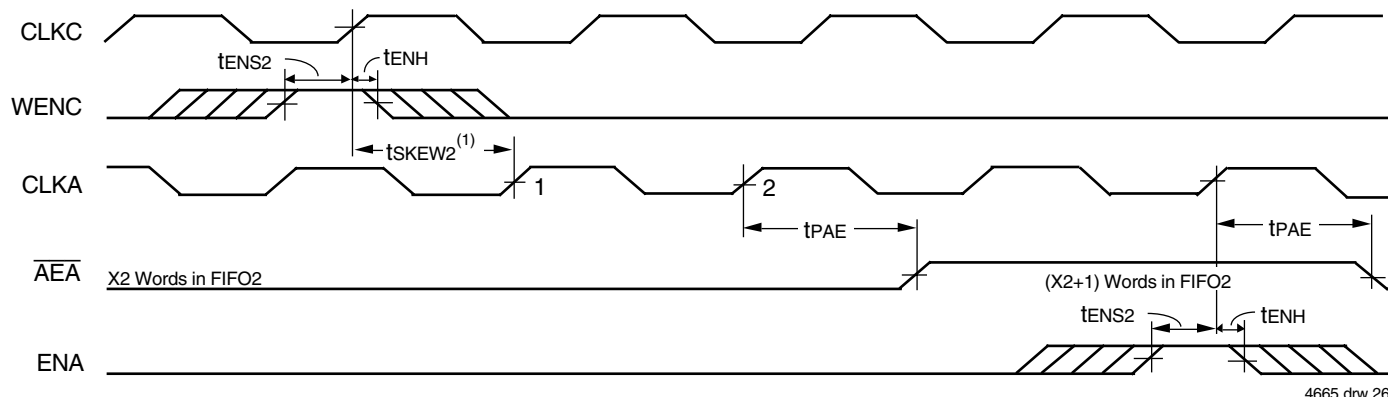 CLKC
tENS2
tENH
WENC
tSKEW2(1)
CLKA
1
2
tPAE
tPAE
AEA
X2 Words in FIFO2
(X2+1) Words in FIFO2
tENS2
tENH
ENA
4665 drw 26